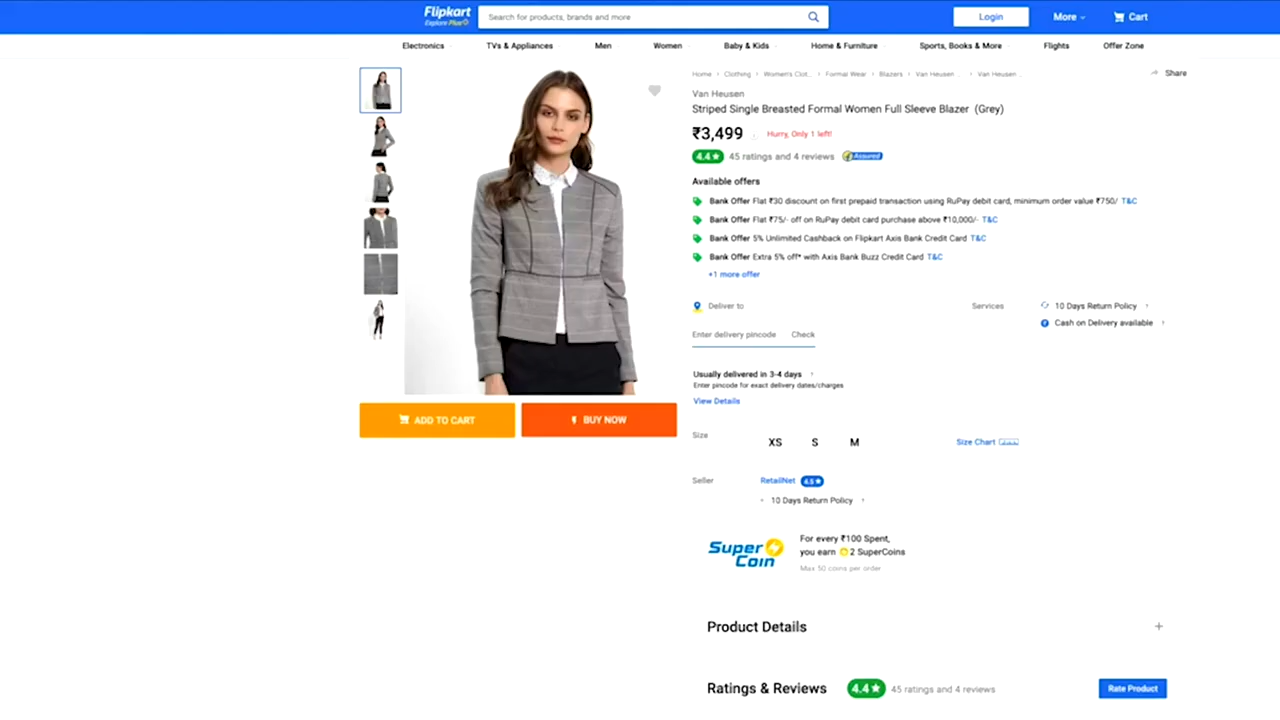 Flipkart
Explore Plus
Search for products, brands and more
Login
More
Cart
Electronics
TVs & Appliances
Men
Women
Baby & Kids
Home & Furniture
Sports, Books & More
Flights
Offer Zone
Home
Clothing
Women's Clot...
Formal Wear
Blazers
Van Heusen ...
Van Heusen ...
Share
Van Heusen
Striped Single Breasted Formal Women Full Sleeve Blazer (Grey)
₹3,499 Hurry, Only 1 left!
4.4★ 45 ratings and 4 reviews Assured
Available offers
Bank Offer Flat ₹30 discount on first prepaid transaction using RuPay debit card, minimum order value ₹750/ T&C
Bank Offer Flat ₹75/- off on RuPay debit card purchase above ₹10,000/- T&C
Bank Offer 5% Unlimited Cashback on Flipkart Axis Bank Credit Card T&C
Bank Offer Extra 5% off* with Axis Bank Buzz Credit Card T&C
+1 more offer
Deliver to
Enter delivery pincode Check
Services
10 Days Return Policy
Cash on Delivery available
Usually delivered in 3-4 days
Enter pincode for exact delivery dates/charges
View Details
ADD TO CART
BUY NOW
Size XS S M Size Chart
Seller RetailNet 4.5★
10 Days Return Policy
Super Coin
For every ₹100 Spent,
you earn 2 SuperCoins
Max 50 coins per order
Product Details +
Ratings & Reviews 4.4★ 45 ratings and 4 reviews Rate Product